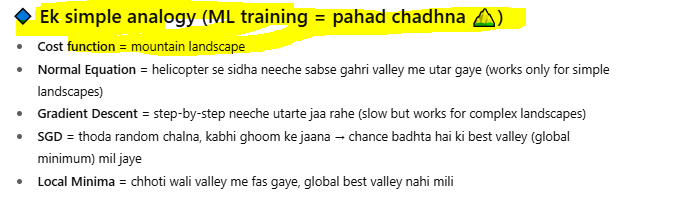 🔷 Ek simple analogy (ML training = pahad chadhna ⛰️)
• Cost function = mountain landscape
• Normal Equation = helicopter se sidha neeche sabse gahri valley me utar gaye (works only for simple
landscapes)
• Gradient Descent = step-by-step neeche utarte jaa rahe (slow but works for complex landscapes)
• SGD = thoda random chalna, kabhi ghoom ke jaana → chance badhta hai ki best valley (global
minimum) mil jaye
• Local Minima = chhoti wali valley me fas gaye, global best valley nahi mili